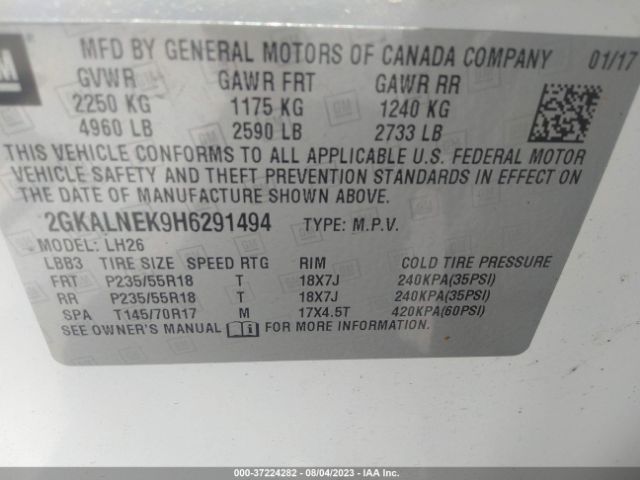 GM
MFD BY GENERAL MOTORS OF CANADA COMPANY 01/17
GVWR GAWR FRT GAWR RR
2250 KG 1175 KG 1240 KG
4960 LB 2590 LB 2733 LB
THIS VEHICLE CONFORMS TO ALL APPLICABLE U.S. FEDERAL MOTOR
VEHICLE SAFETY AND THEFT PREVENTION STANDARDS IN EFFECT ON
THE DATE OF MANUFACTURE SHOWN ABOVE.
2GKALNEK9H6291494 TYPE: M.P.V.
MODEL: LH26
LBB3 TIRE SIZE SPEED RTG RIM COLD TIRE PRESSURE
FRT P235/55R18 T 18X7J 240KPA(35PSI)
RR P235/55R18 T 18X7J 240KPA(35PSI)
SPA T145/70R17 M 17X4.5T 420KPA(60PSI)
SEE OWNER'S MANUAL FOR MORE INFORMATION.
000-37224282 - 08/04/2023 - IAAI.com